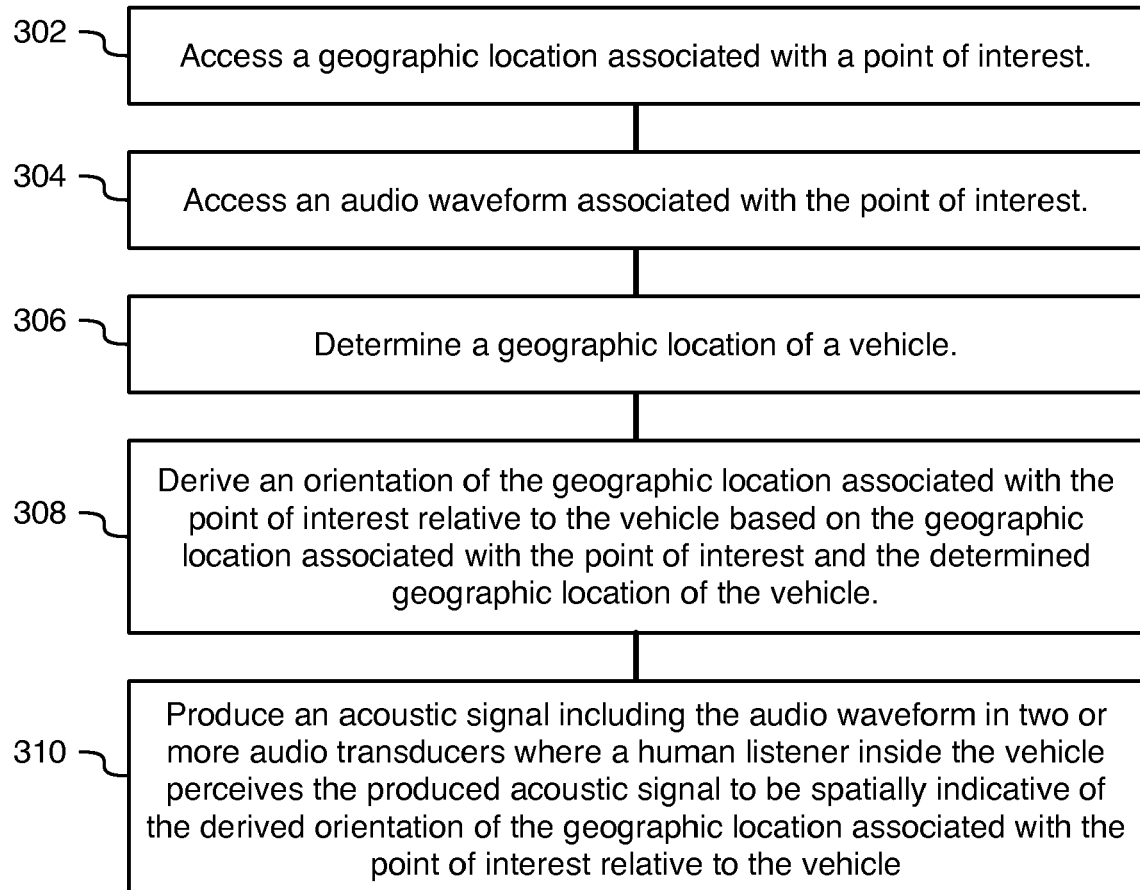 302
Access a geographic location associated with a point of interest.
304
Access an audio waveform associated with the point of interest.
306
Determine a geographic location of a vehicle.
308
Derive an orientation of the geographic location associated with the
point of interest relative to the vehicle based on the geographic
location associated with the point of interest and the determined
geographic location of the vehicle.
310
Produce an acoustic signal including the audio waveform in two or
more audio transducers where a human listener inside the vehicle
perceives the produced acoustic signal to be spatially indicative of
the derived orientation of the geographic location associated with the
point of interest relative to the vehicle